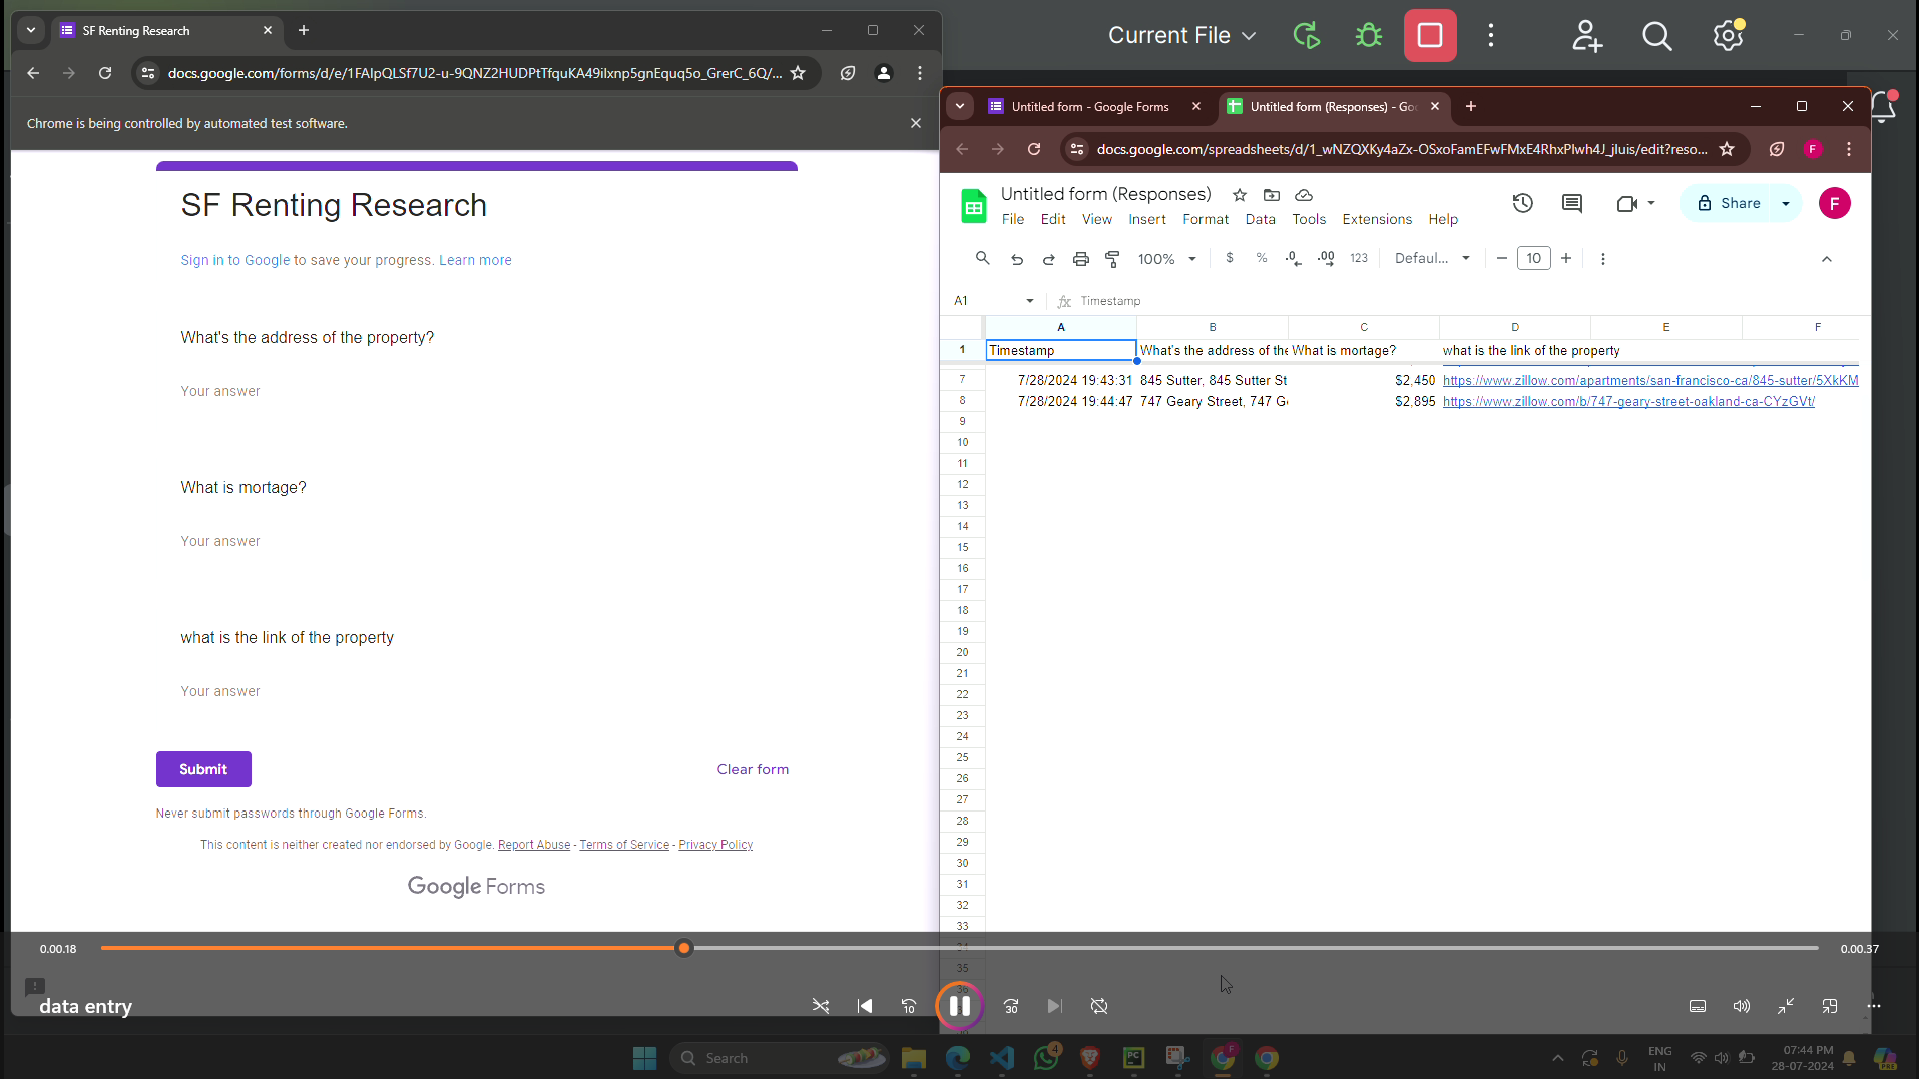 SF Renting Research
docs.google.com/forms/d/e/1FAIpQLSf7U2-u-9QNZ2HUDPtTfquKA49iIxnp5gnEquq5o_GrerC_6Q/...
Chrome is being controlled by automated test software.
SF Renting Research
Sign in to Google to save your progress. Learn more
What's the address of the property?
Your answer
What is mortage?
Your answer
what is the link of the property
Your answer
Submit
Clear form
Never submit passwords through Google Forms.
This content is neither created nor endorsed by Google. Report Abuse - Terms of Service - Privacy Policy
Google Forms
Current File
Untitled form - Google Forms
Untitled form (Responses) - Goo
docs.google.com/spreadsheets/d/1_wNZQXKy4aZx-OSxoFamEFwFMxE4RhxPlwh4J_jluis/edit?reso...
F
Untitled form (Responses)
File Edit View Insert Format Data Tools Extensions Help
Share
F
100% $ % .0 .00 123 Defaul... 10
A1 fx Timestamp
A B C D E F
1 Timestamp What's the address of the What is mortage? what is the link of the property
7 7/28/2024 19:43:31 845 Sutter, 845 Sutter St $2,450 https://www.zillow.com/apartments/san-francisco-ca/845-sutter/5XkKM
8 7/28/2024 19:44:47 747 Geary Street, 747 G $2,895 https://www.zillow.com/b/747-geary-street-oakland-ca-CYzGVt/
9
10
11
12
13
14
15
16
17
18
19
20
21
22
23
24
25
26
27
28
29
30
31
32
33
34
35
36
0.00.18
0.00.37
data entry
10
30
Search
4
PC
F
ENG
IN
07:44 PM
28-07-2024
PRE